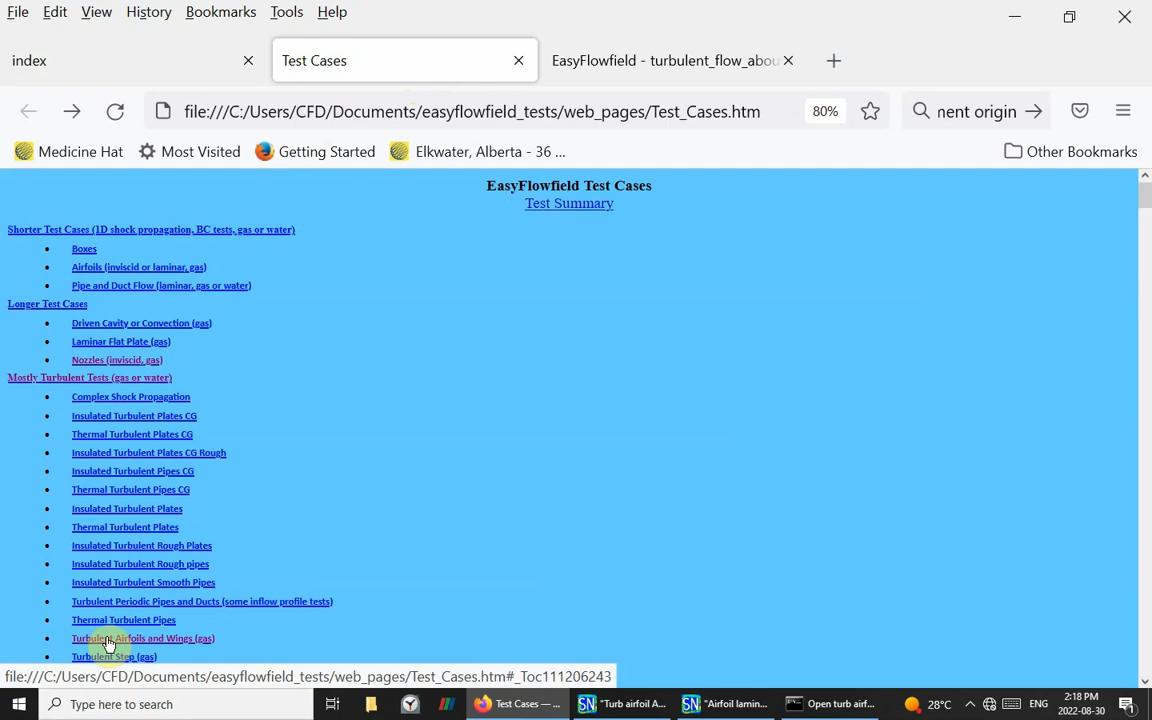 File Edit View History Bookmarks Tools Help
index
Test Cases
EasyFlowfield - turbulent_flow_abou
file:///C:/Users/CFD/Documents/easyflowfield_tests/web_pages/Test_Cases.htm
80%
nent origin
Medicine Hat
Most Visited
Getting Started
Elkwater, Alberta - 36 ...
Other Bookmarks
EasyFlowfield Test Cases
Test Summary
Shorter Test Cases (1D shock propagation, BC tests, gas or water)
• Boxes
• Airfoils (inviscid or laminar, gas)
• Pipe and Duct Flow (laminar, gas or water)
Longer Test Cases
• Driven Cavity or Convection (gas)
• Laminar Flat Plate (gas)
• Nozzles (inviscid, gas)
Mostly Turbulent Tests (gas or water)
• Complex Shock Propagation
• Insulated Turbulent Plates CG
• Thermal Turbulent Plates CG
• Insulated Turbulent Plates CG Rough
• Insulated Turbulent Pipes CG
• Thermal Turbulent Pipes CG
• Insulated Turbulent Plates
• Thermal Turbulent Plates
• Insulated Turbulent Rough Plates
• Insulated Turbulent Rough pipes
• Insulated Turbulent Smooth Pipes
• Turbulent Periodic Pipes and Ducts (some inflow profile tests)
• Thermal Turbulent Pipes
• Turbulent Airfoils and Wings (gas)
• Turbulent Step (gas)
file:///C:/Users/CFD/Documents/easyflowfield_tests/web_pages/Test_Cases.htm#_Toc111206243
Type here to search
Test Cases — ...
SN "Turb airfoil A...
SN "Airfoil lamin...
Open turb airf...
28°C
ENG
2:18 PM
2022-08-30
1